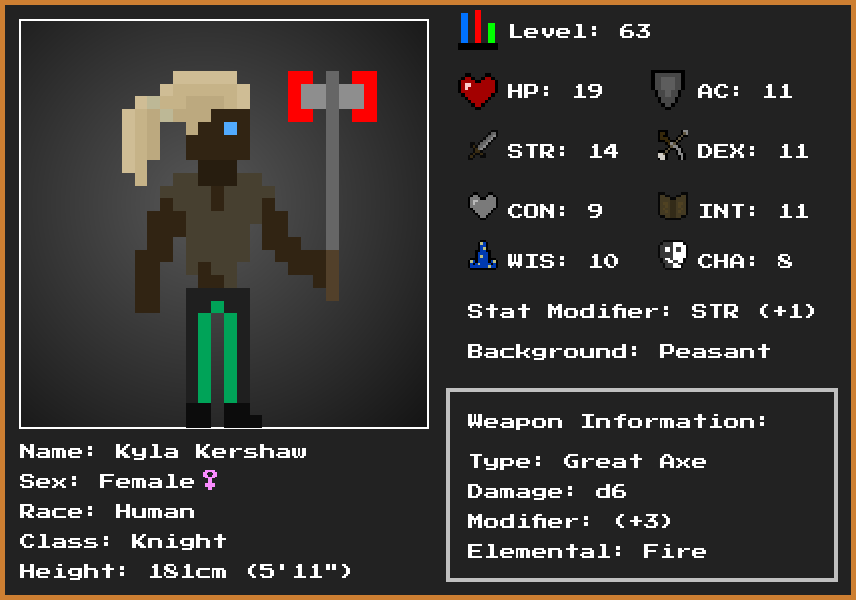 Level: 63
HP: 19
AC: 11
STR: 14
DEX: 11
CON: 9
INT: 11
WIS: 10
CHA: 8
Stat Modifier: STR (+1)
Background: Peasant
Weapon Information:
Type: Great Axe
Damage: d6
Modifier: (+3)
Elemental: Fire
Name: Kyla Kershaw
Sex: Female♀
Race: Human
Class: Knight
Height: 181cm (5'11")